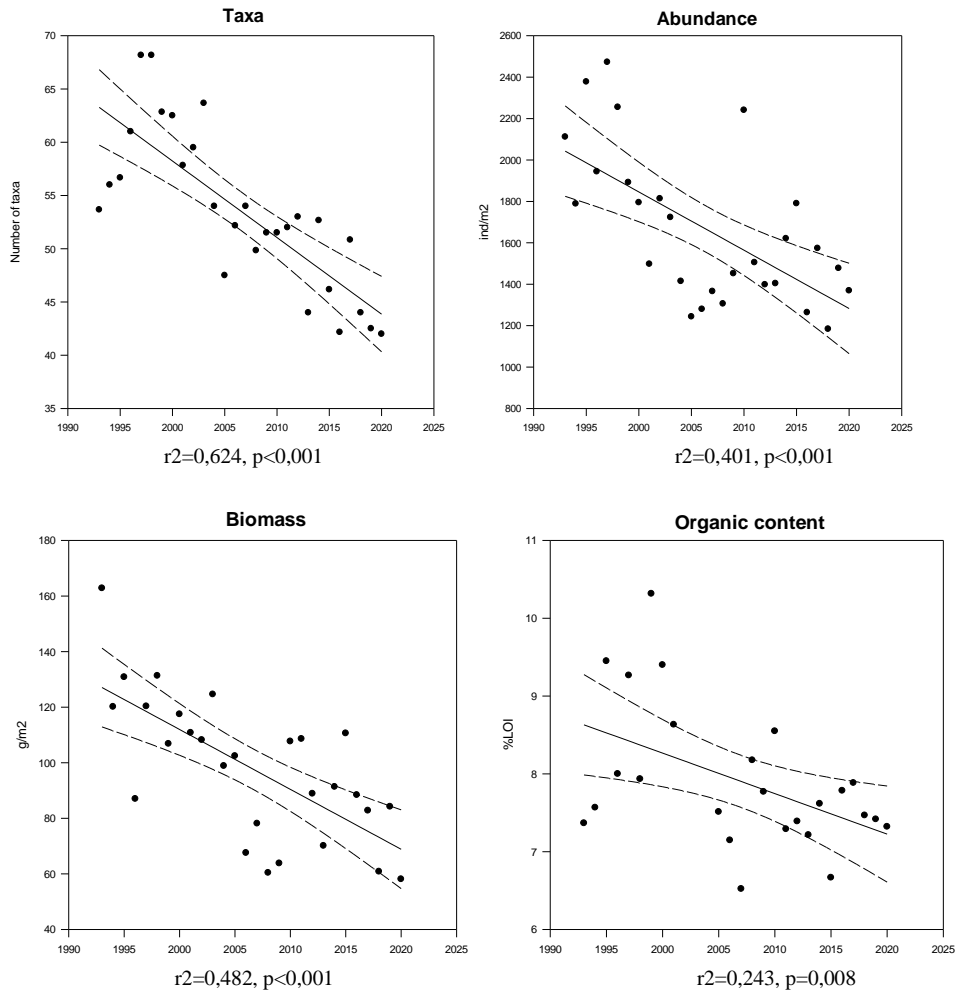 Taxa
Number of taxa
70
65
60
55
50
45
40
35
1990 1995 2000 2005 2010 2015 2020 2025
r2=0,624, p<0,001
Abundance
ind/m2
2600
2400
2200
2000
1800
1600
1400
1200
1000
800
1990 1995 2000 2005 2010 2015 2020 2025
r2=0,401, p<0,001
Biomass
g/m2
180
160
140
120
100
80
60
40
1990 1995 2000 2005 2010 2015 2020 2025
r2=0,482, p<0,001
Organic content
%LOI
11
10
9
8
7
6
1990 1995 2000 2005 2010 2015 2020 2025
r2=0,243, p=0,008